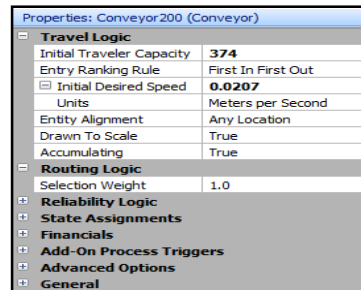 Properties: Conveyor200 (Conveyor)
Travel Logic
Initial Traveler Capacity 374
Entry Ranking Rule First In First Out
Initial Desired Speed 0.0207
Units Meters per Second
Entity Alignment Any Location
Drawn To Scale True
Accumulating True
Routing Logic
Selection Weight 1.0
Reliability Logic
State Assignments
Financials
Add-On Process Triggers
Advanced Options
General